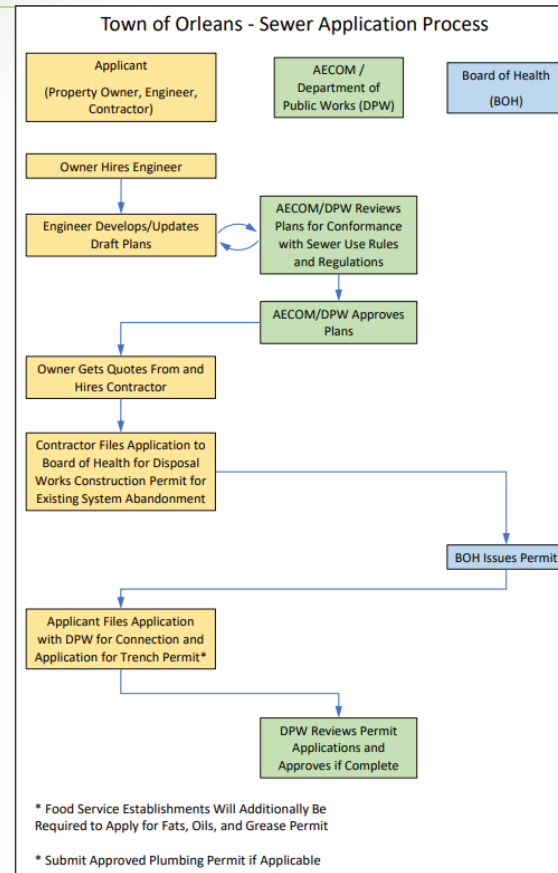 Town of Orleans - Sewer Application Process
Applicant
(Property Owner, Engineer,
Contractor)
AECOM /
Department of
Public Works (DPW)
Board of Health
(BOH)
Owner Hires Engineer
Engineer Develops/Updates
Draft Plans
AECOM/DPW Reviews
Plans for Conformance
with Sewer Use Rules
and Regulations
AECOM/DPW Approves
Plans
Owner Gets Quotes From and
Hires Contractor
Contractor Files Application to
Board of Health for Disposal
Works Construction Permit for
Existing System Abandonment
BOH Issues Permit
Applicant Files Application
with DPW for Connection and
Application for Trench Permit*
DPW Reviews Permit
Applications and
Approves if Complete
* Food Service Establishments Will Additionally Be
Required to Apply for Fats, Oils, and Grease Permit
* Submit Approved Plumbing Permit if Applicable